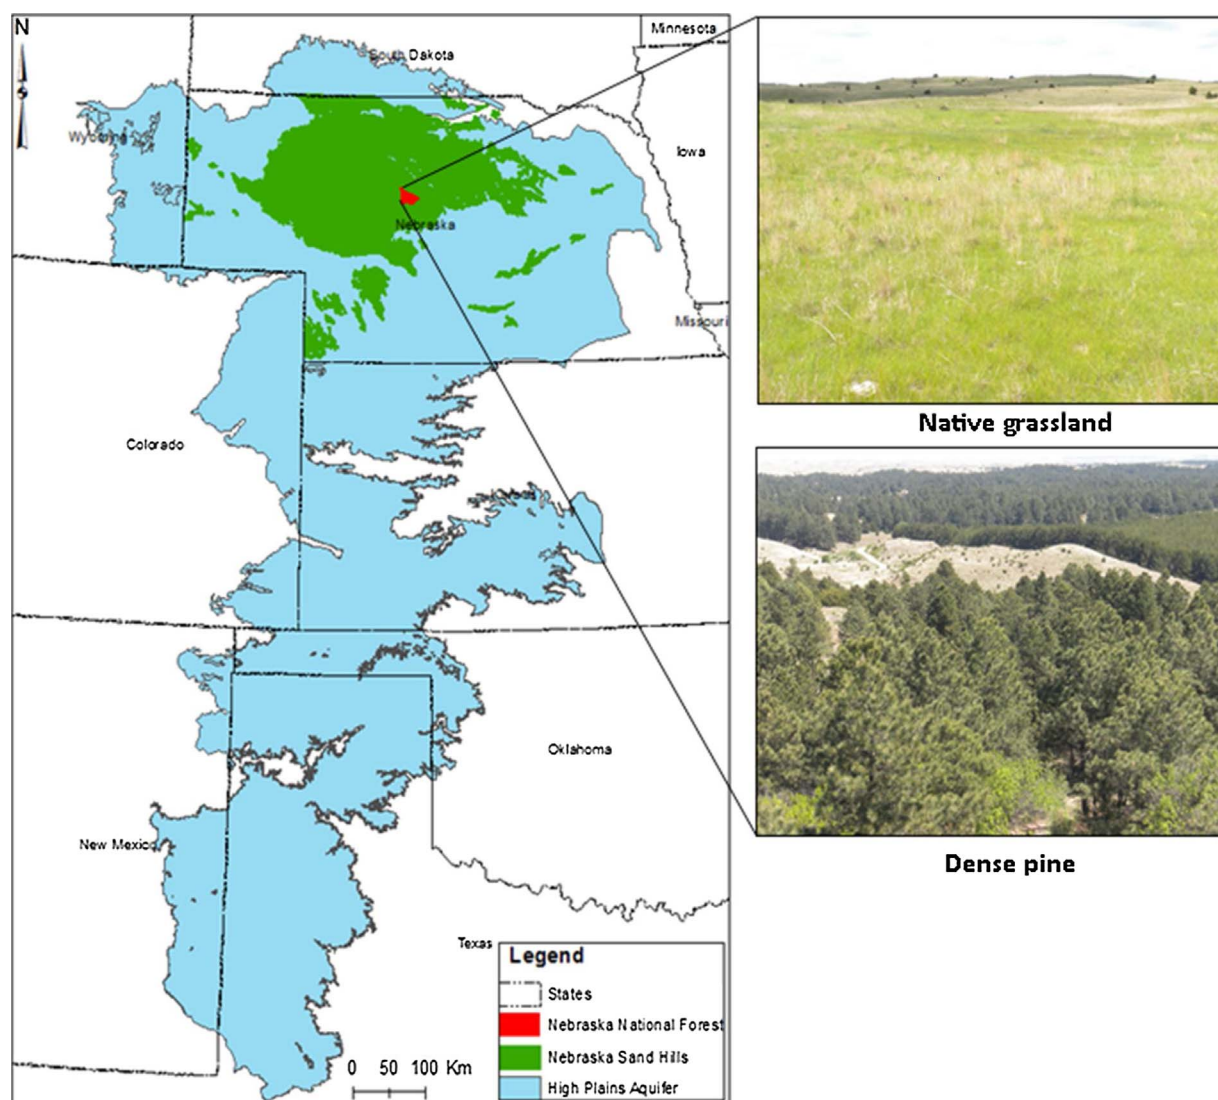 N
Minnesota
South Dakota
Wyoming
Iowa
Nebraska
Missouri
Native grassland
Colorado
Kansas
Dense pine
Oklahoma
New Mexico
Texas
Legend
States
Nebraska National Forest
Nebraska Sand Hills
High Plains Aquifer
0 50 100 Km